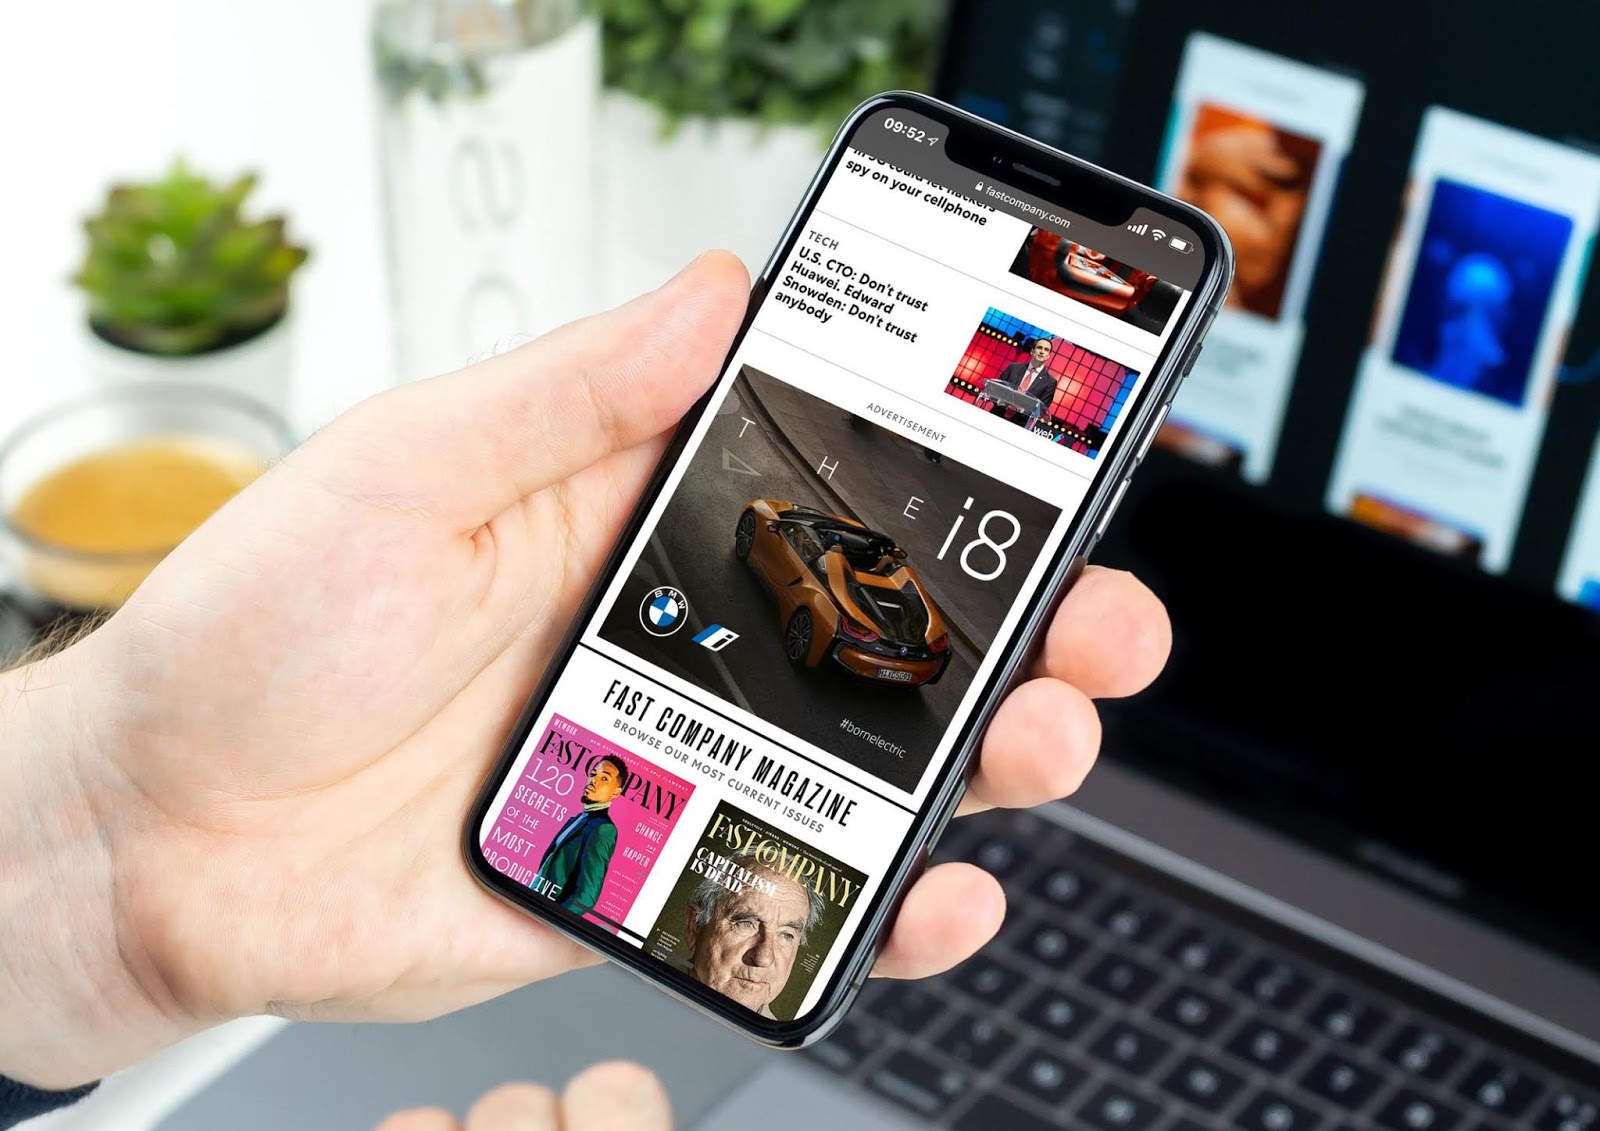 09:52
fastcompany.com
spy on your cellphone
TECH
U.S. CTO: Don't trust
Huawei. Edward
Snowden: Don't trust
anybody
web
ADVERTISEMENT
THE i8
BMW
i
#bornelectric
FAST COMPANY MAGAZINE
BROWSE OUR MOST CURRENT ISSUES
FAST COMPANY
120
SECRETS
OF THE
MOST
PRODUCTIVE
CHANCE
THE
RAPPER
FAST COMPANY
CAPITALISM
IS DEAD.